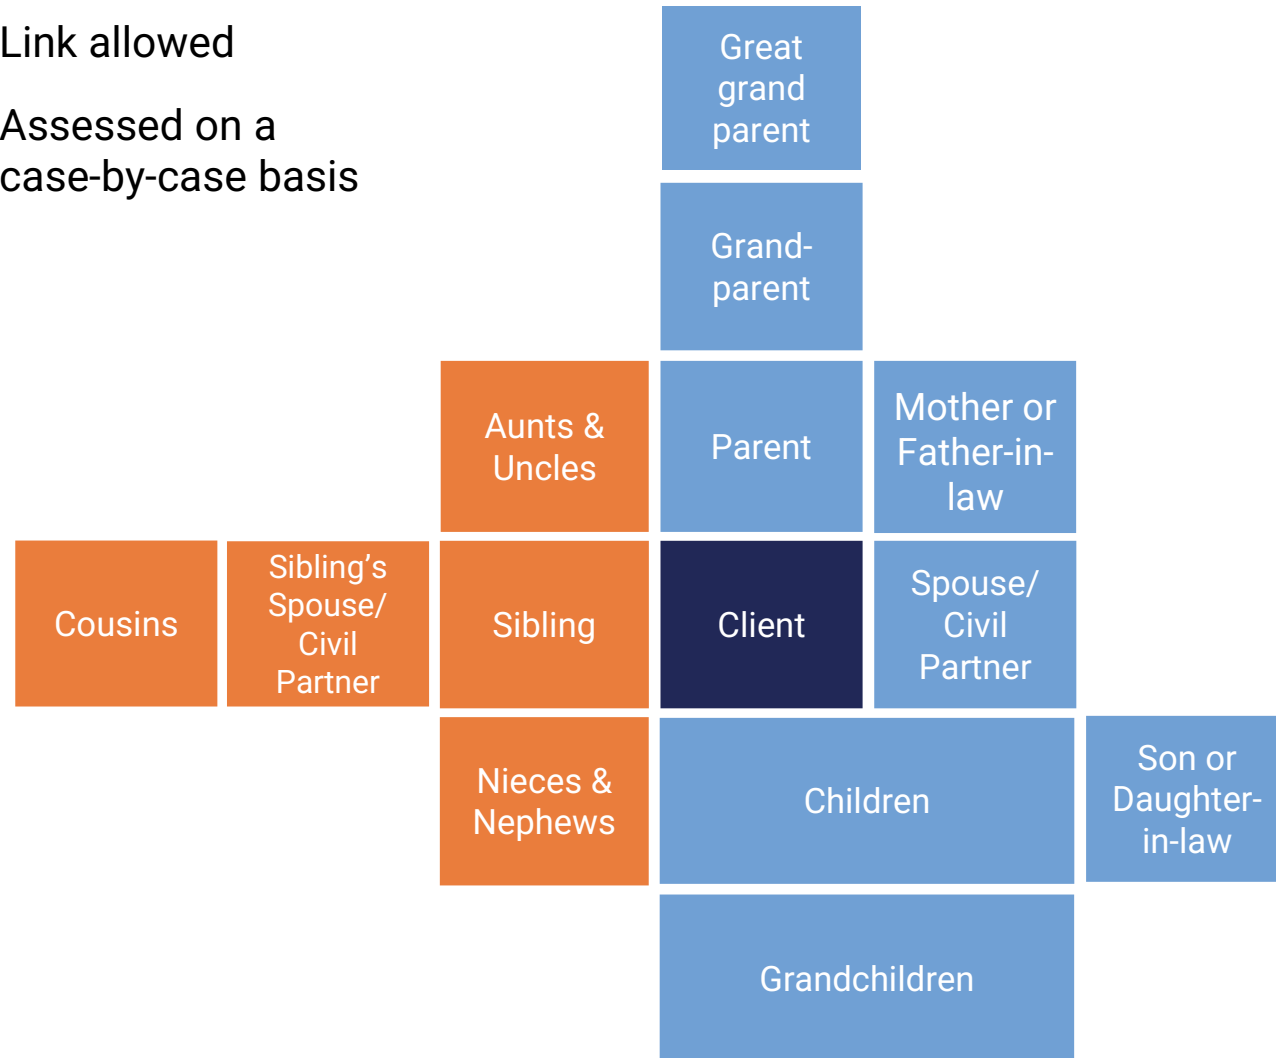 Link allowed
Assessed on a
case-by-case basis
Great
grand
parent
Grand-
parent
Aunts &
Uncles
Parent
Mother or
Father-in-
law
Cousins
Sibling’s
Spouse/
Civil
Partner
Sibling
Client
Spouse/
Civil
Partner
Nieces &
Nephews
Children
Son or
Daughter-
in-law
Grandchildren